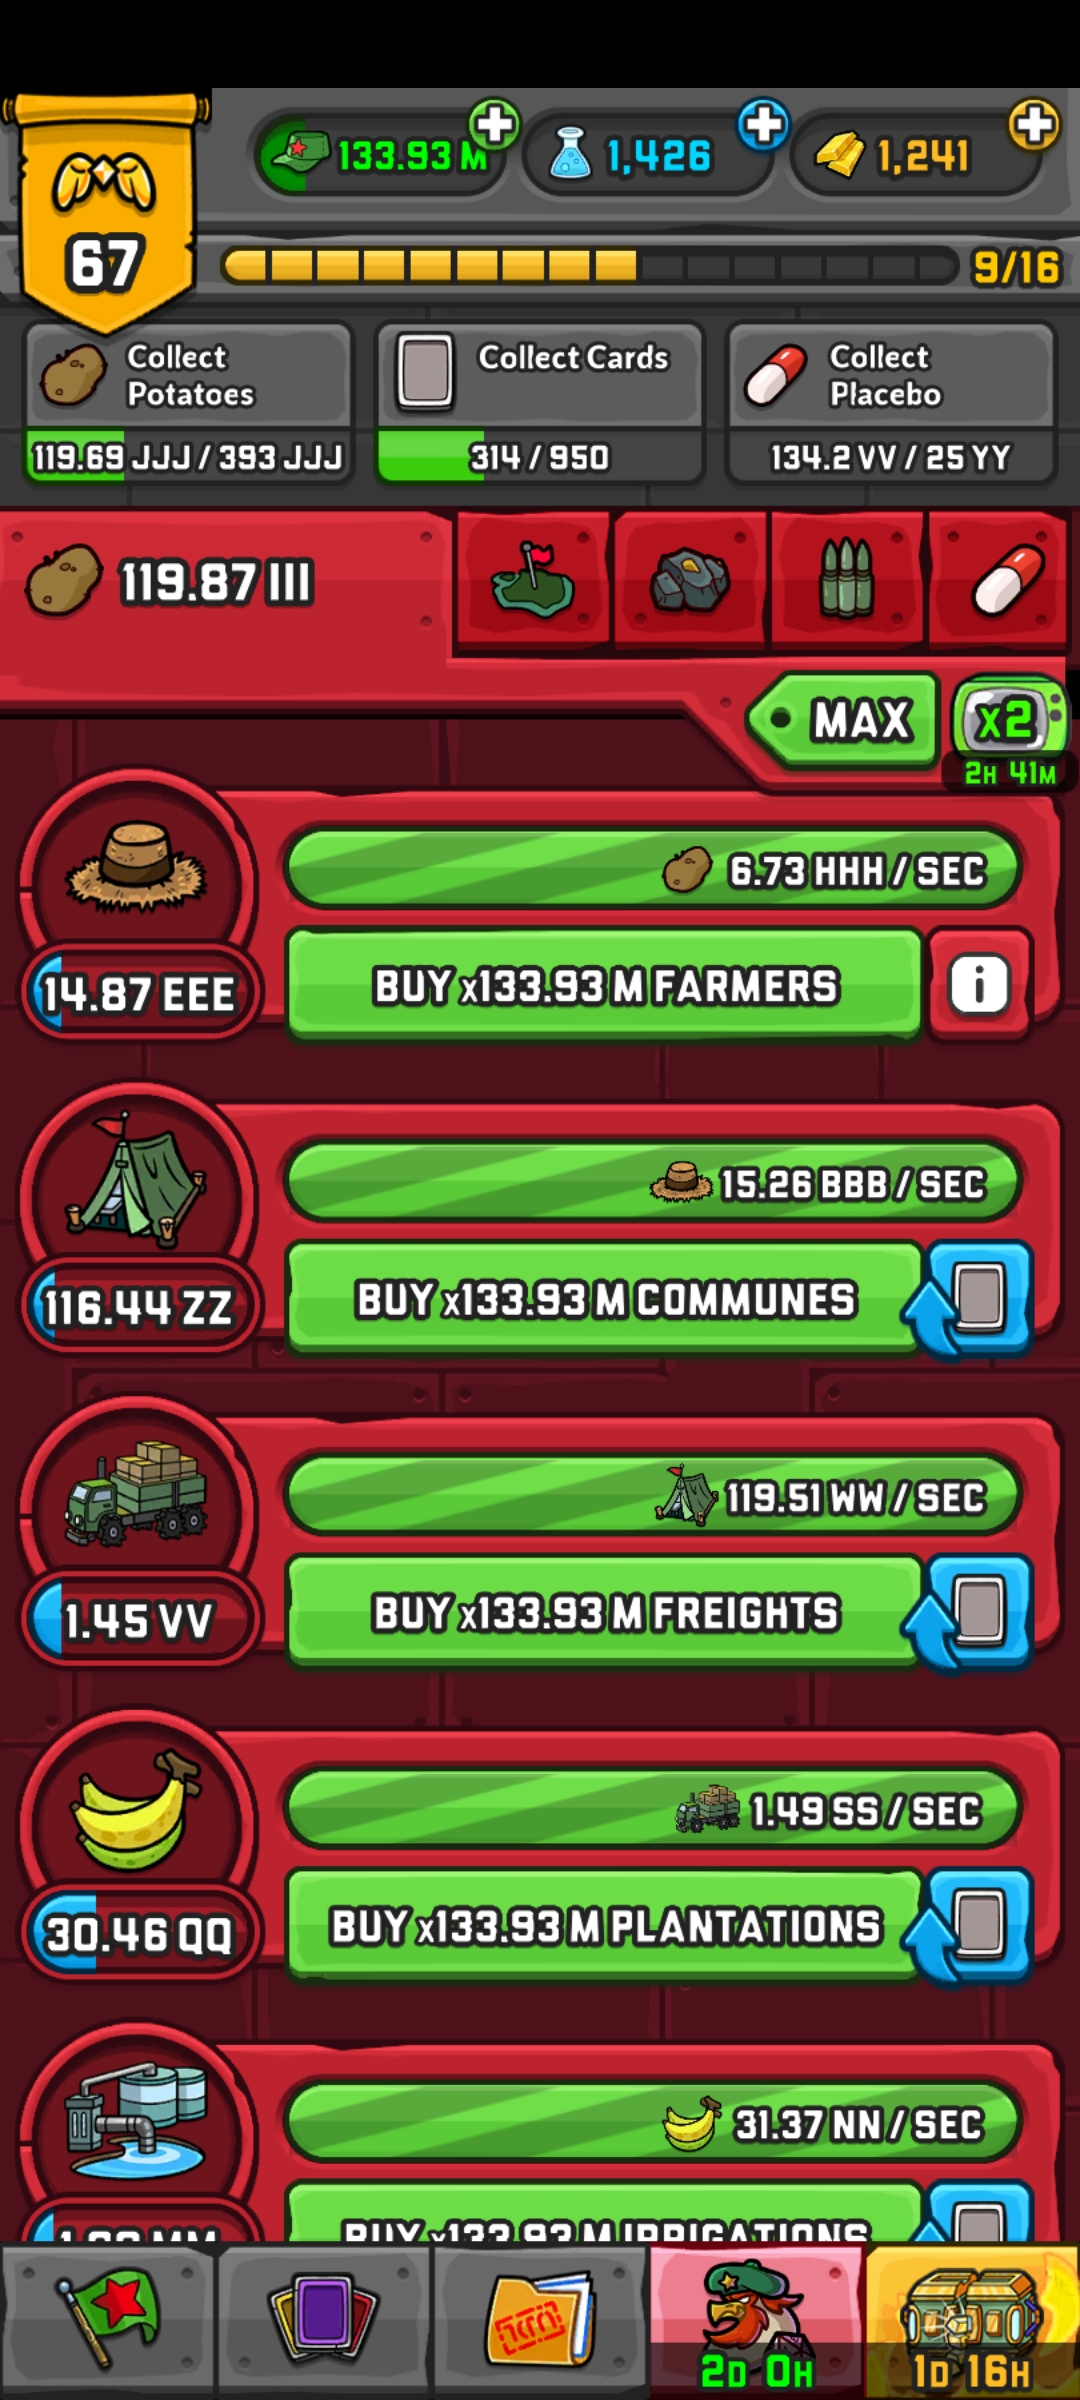 133.93 M
1,426
1,241
67
9/16
Collect
Potatoes
119.69 JJJ / 393 JJJ
Collect Cards
314 / 950
Collect
Placebo
134.2 VV / 25 YY
119.87 III
MAX
x2
2H 41M
6.73 HHH / SEC
14.87 EEE
BUY x133.93 M FARMERS
i
15.26 BBB / SEC
116.44 ZZ
BUY x133.93 M COMMUNES
119.51 WW / SEC
1.45 VV
BUY x133.93 M FREIGHTS
1.49 SS / SEC
30.46 QQ
BUY x133.93 M PLANTATIONS
31.37 NN / SEC
BUY x133.93 M IRRIGATIONS
2D 0H
1D 16H